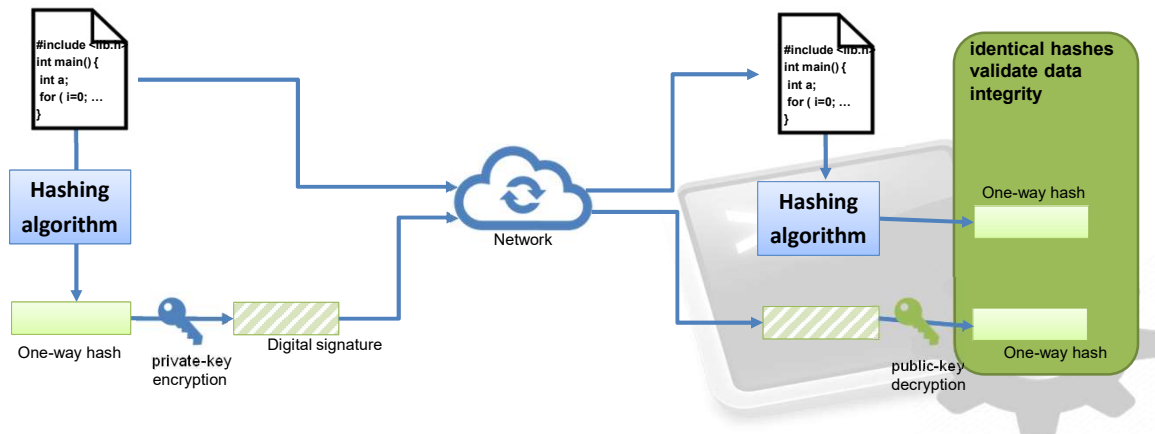 #include <lib.h>
int main() {
int a;
for ( i=0; …
}
Hashing
algorithm
One-way hash
private-key
encryption
Digital signature
Network
#include <lib.h>
int main() {
int a;
for ( i=0; …
}
Hashing
algorithm
public-key
decryption
identical hashes
validate data
integrity
One-way hash
One-way hash